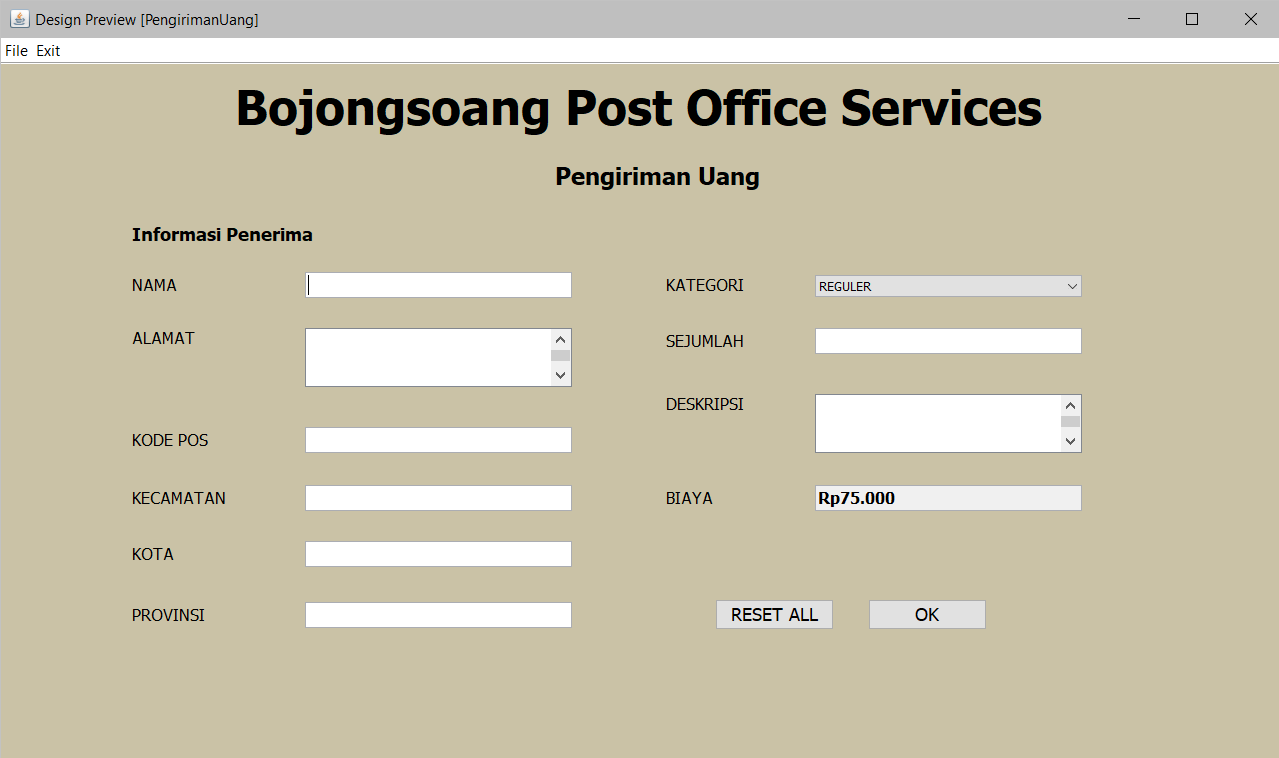 Design Preview [PengirimanUang]
File Exit
Bojongsoang Post Office Services
Pengiriman Uang
Informasi Penerima
NAMA
KATEGORI
REGULER
ALAMAT
SEJUMLAH
DESKRIPSI
KODE POS
KECAMATAN
BIAYA
Rp75.000
KOTA
PROVINSI
RESET ALL
OK